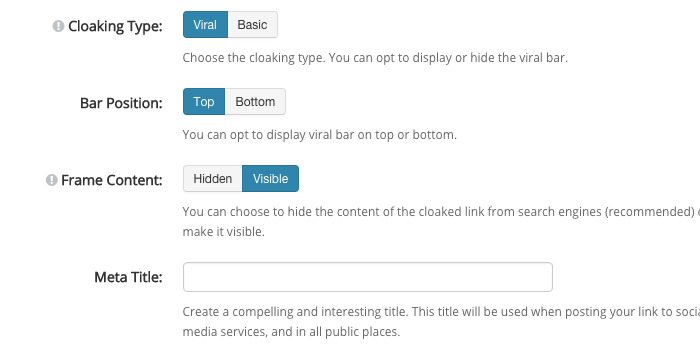 Cloaking Type: Viral Basic
Choose the cloaking type. You can opt to display or hide the viral bar.
Bar Position: Top Bottom
You can opt to display viral bar on top or bottom.
Frame Content: Hidden Visible
You can choose to hide the content of the cloaked link from search engines (recommended)
make it visible.
Meta Title:
Create a compelling and interesting title. This title will be used when posting your link to
media services, and in all public places.